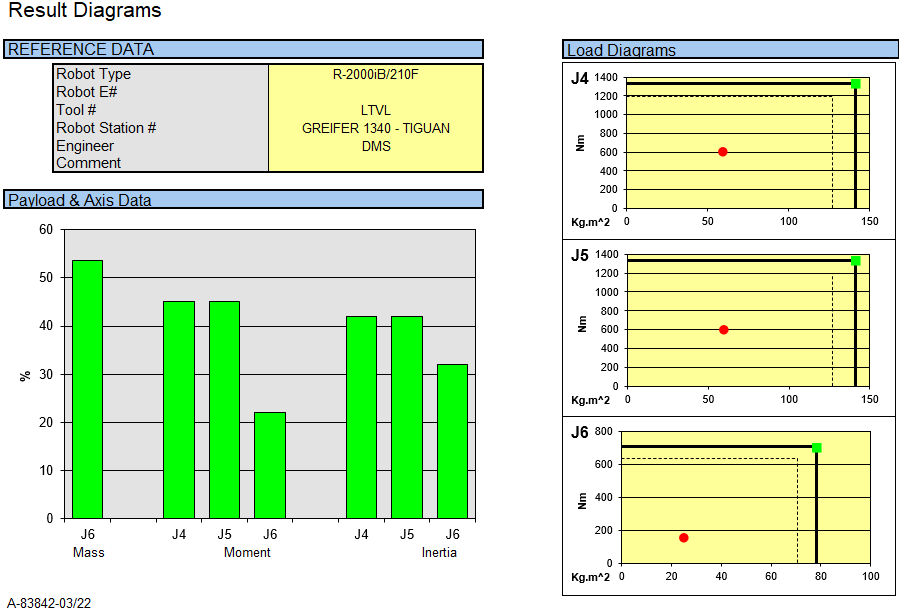 Result Diagrams
REFERENCE DATA
Robot Type R-2000iB/210F
Robot E#
Tool # LTVL
Robot Station # GREIFER 1340 - TIGUAN
Engineer DMS
Comment
Payload & Axis Data
60
50
40
30
20
10
0
%
J6 J4 J5 J6 J4 J5 J6
Mass Moment Inertia
A-83842-03/22
Load Diagrams
J4
1400
1200
1000
800
600
400
200
0
Nm
Kg.m^2 0 50 100 150
J5
1400
1200
1000
800
600
400
200
0
Nm
Kg.m^2 0 50 100 150
J6
800
600
400
200
0
Nm
Kg.m^2 0 20 40 60 80 100